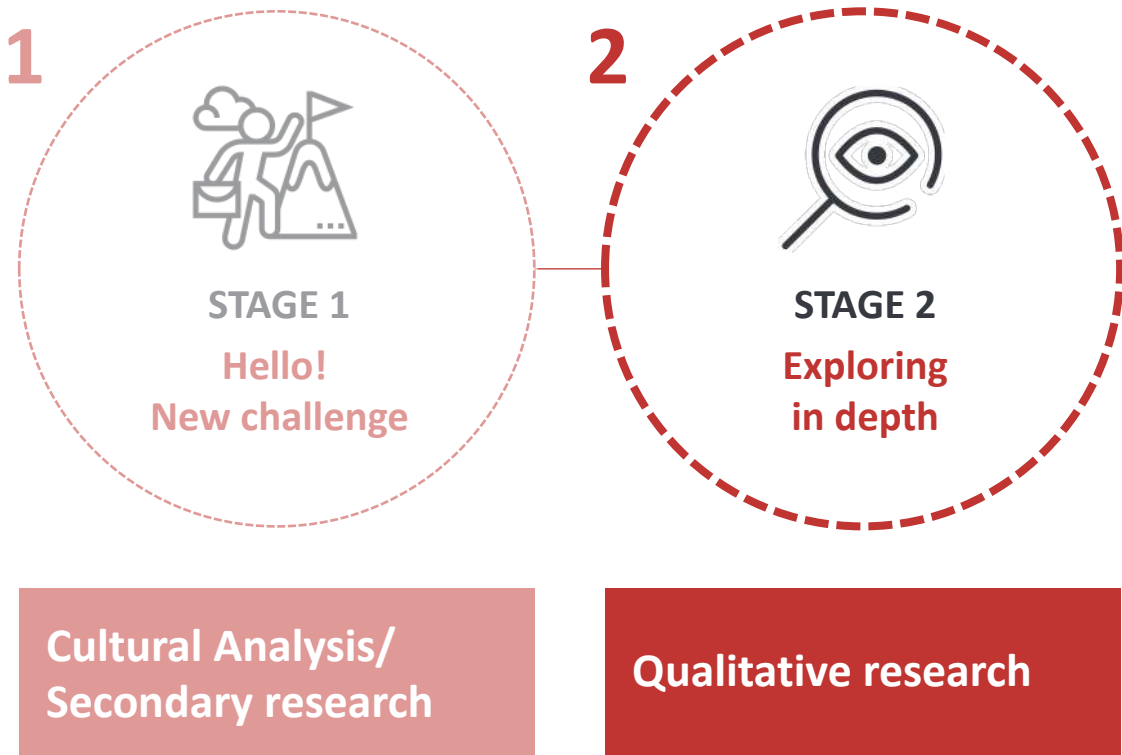 1
STAGE 1
Hello!
New challenge
Cultural Analysis/
Secondary research
2
STAGE 2
Exploring
in depth
Qualitative research